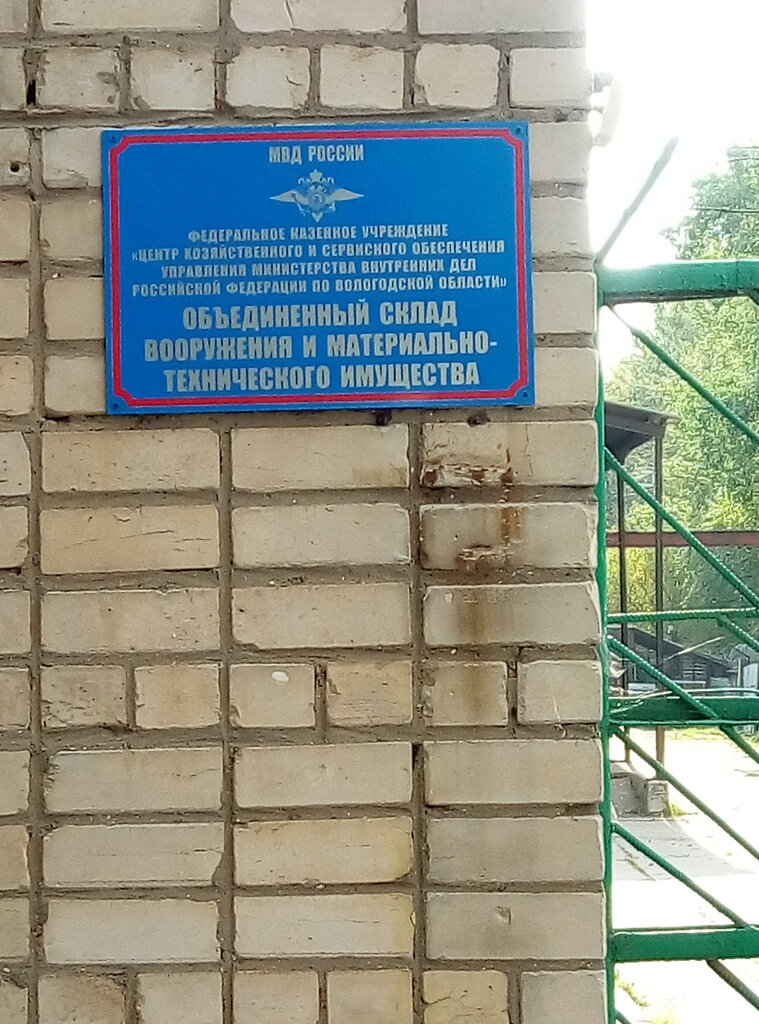 МВД РОССИИ
ФЕДЕРАЛЬНОЕ КАЗЕННОЕ УЧРЕЖДЕНИЕ
«ЦЕНТР ХОЗЯЙСТВЕННОГО И СЕРВИСНОГО ОБЕСПЕЧЕНИЯ
УПРАВЛЕНИЯ МИНИСТЕРСТВА ВНУТРЕННИХ ДЕЛ
РОССИЙСКОЙ ФЕДЕРАЦИИ ПО ВОЛОГОДСКОЙ ОБЛАСТИ»
ОБЪЕДИНЕННЫЙ СКЛАД
ВООРУЖЕНИЯ И МАТЕРИАЛЬНО-
ТЕХНИЧЕСКОГО ИМУЩЕСТВА